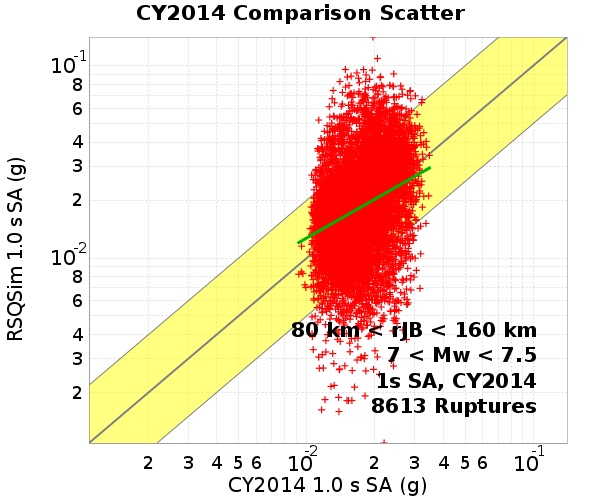 CY2014 Comparison Scatter
10-1
8
6
4
3
2
10-2
8
6
4
3
2
RSQSim 1.0 s SA (g)
80 km < rJB < 160 km
7 < Mw < 7.5
1s SA, CY2014
8613 Ruptures
2 3 4 5 6 10-2 2 3 4 5 6 10-1
CY2014 1.0 s SA (g)